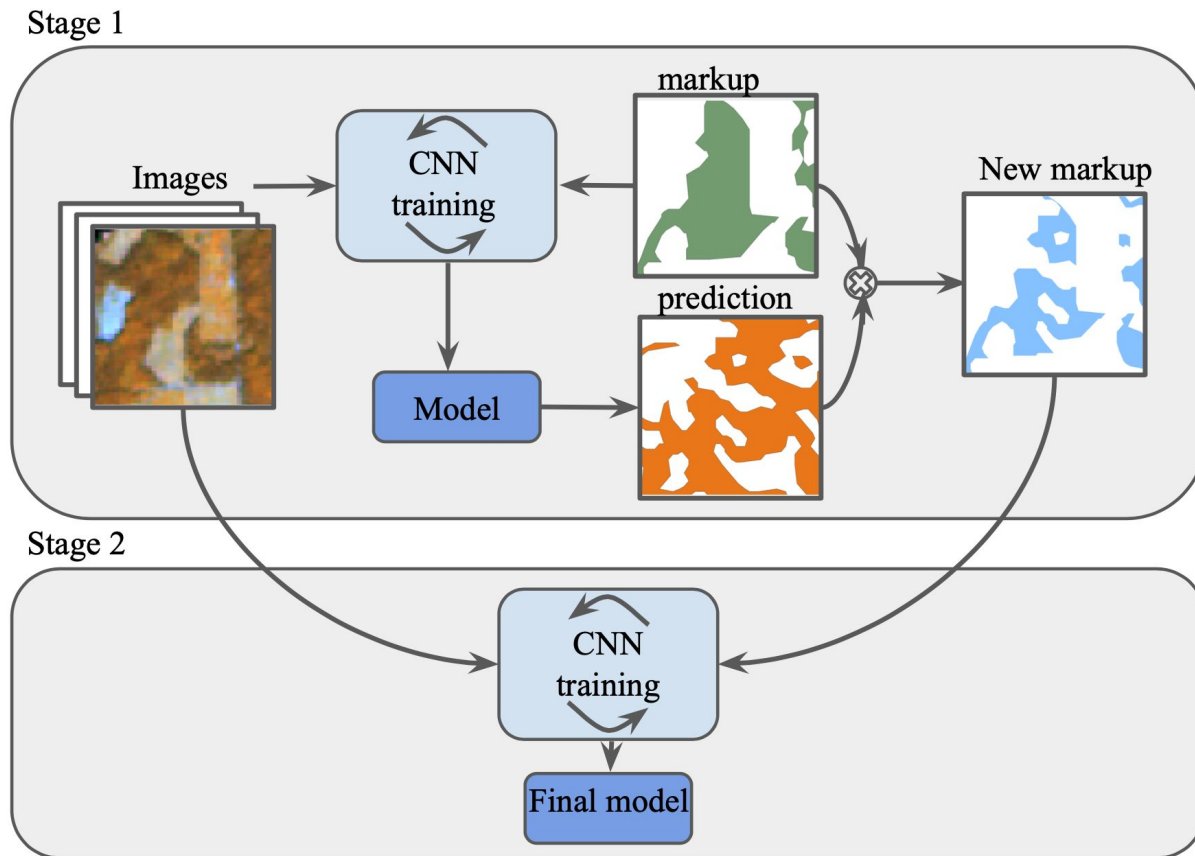 Stage 1
markup
Images
CNN
training
New markup
prediction
Model
Stage 2
CNN
training
Final model